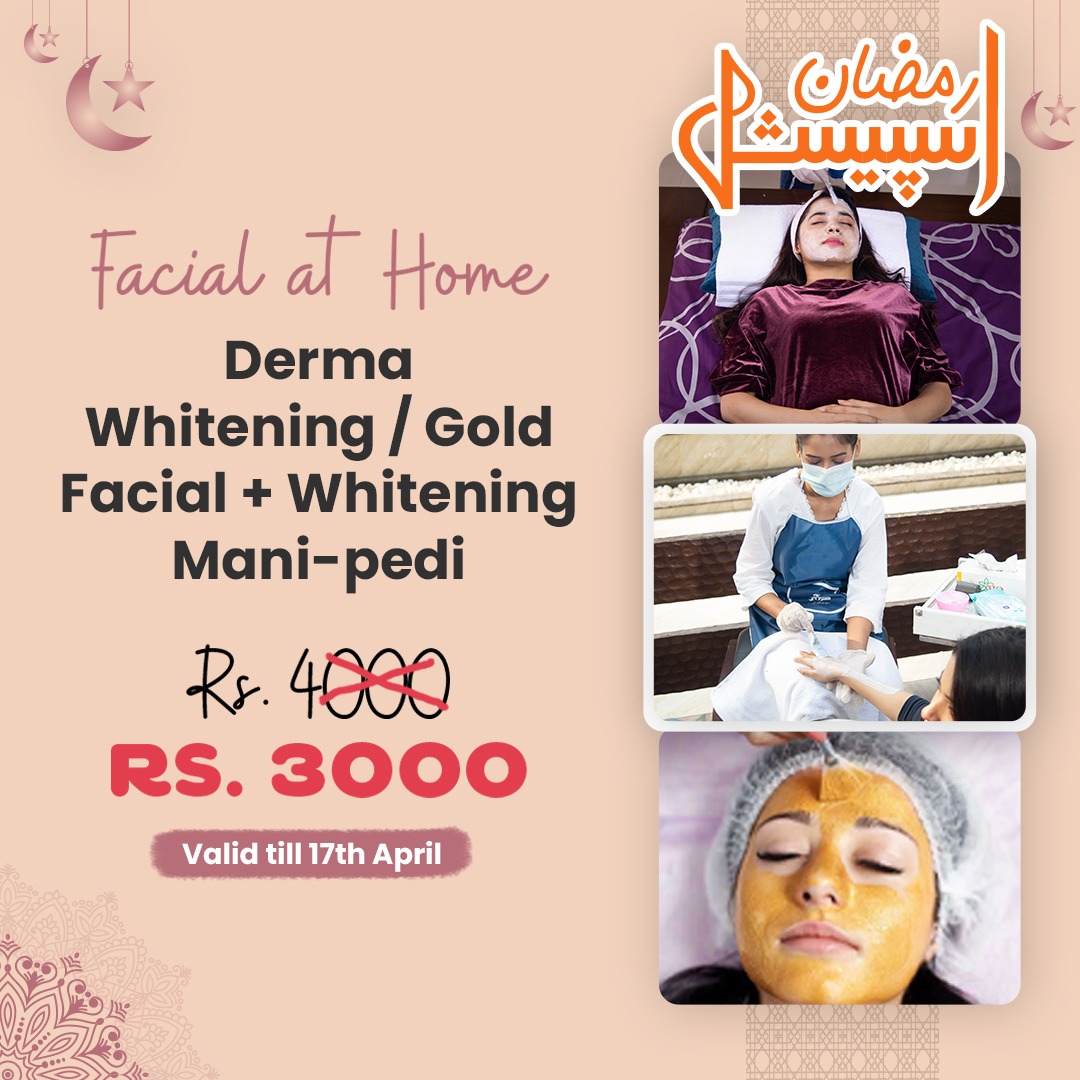 رمضان
اسپیشل
Facial at Home
Derma
Whitening / Gold
Facial + Whitening
Mani-pedi
Rs. 4000
RS. 3000
Valid till 17th April